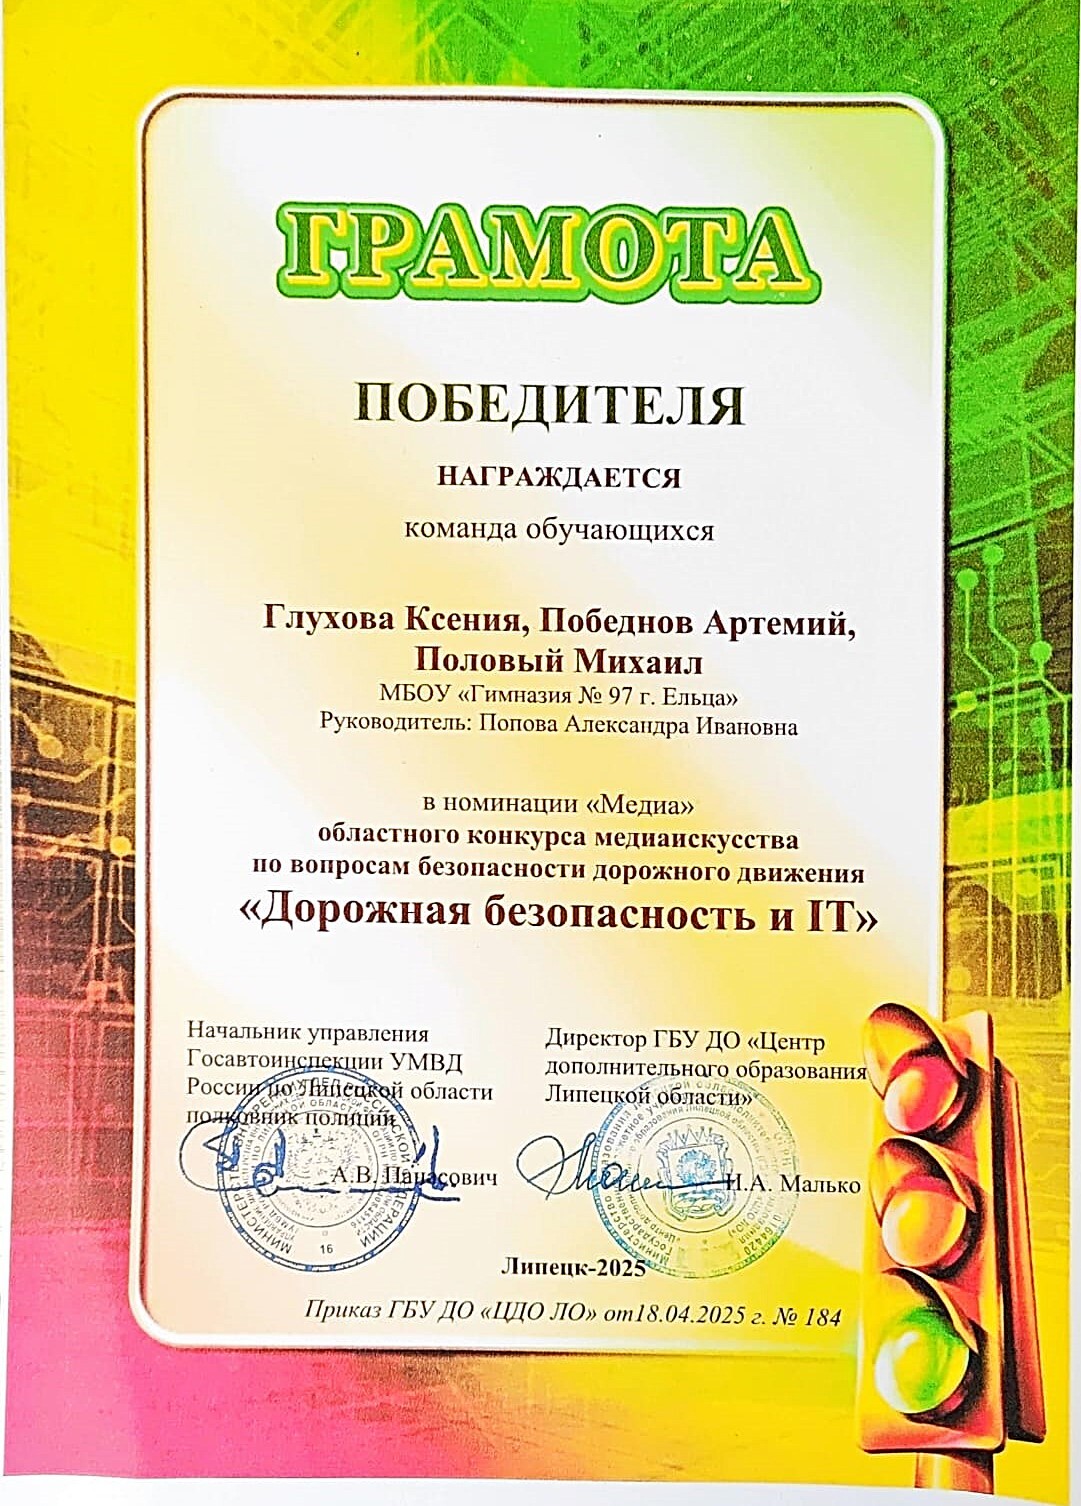 ГРАМОТА
ПОБЕДИТЕЛЯ
НАГРАЖДАЕТСЯ
команда обучающихся
Глухова Ксения, Победнов Артемий,
Половый Михаил
МБОУ «Гимназия № 97 г. Ельца»
Руководитель: Попова Александра Ивановна
в номинации «Медиа»
областного конкурса медиаискусства
по вопросам безопасности дорожного движения
«Дорожная безопасность и IT»
Начальник управления
Госавтоинспекции УМВД
России по Липецкой области
полковник полиции
А.В. Панасович
Директор ГБУ ДО «Центр
дополнительного образования
Липецкой области»
И.А. Малько
16
Липецк-2025
Приказ ГБУ ДО «ЦДО ЛО» от18.04.2025 г. № 184